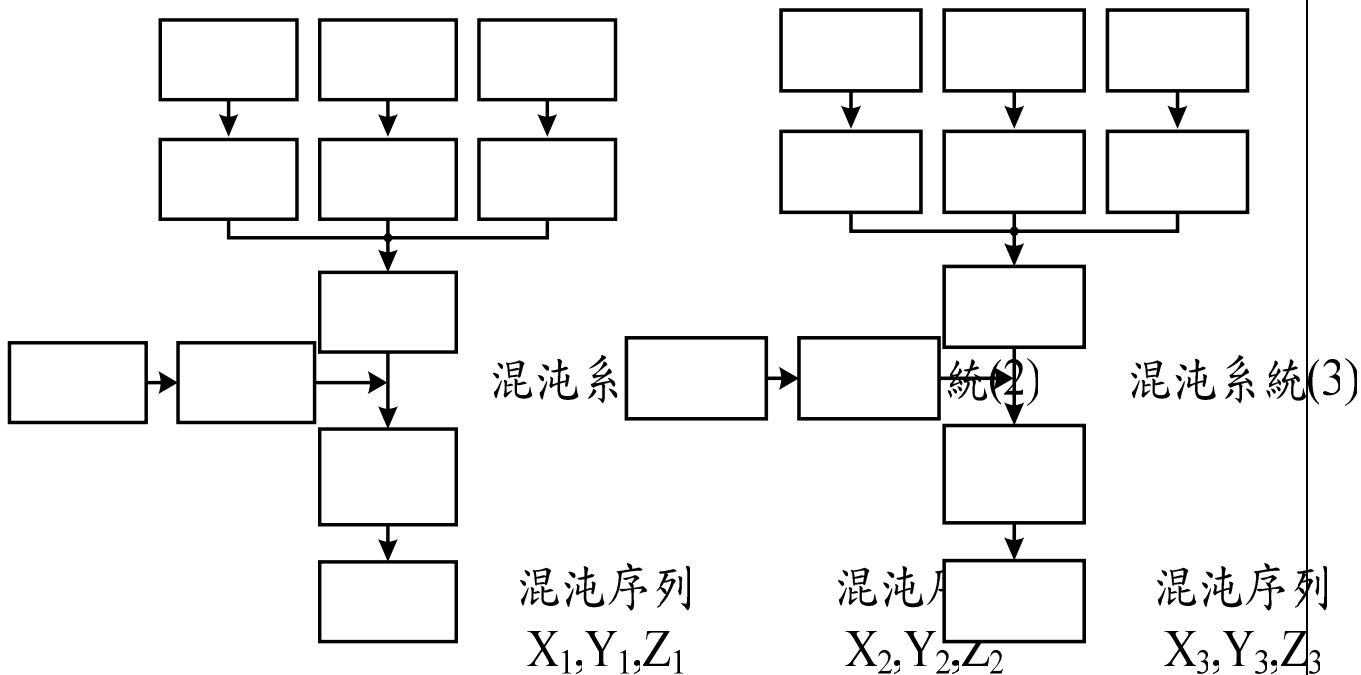 混沌系
統(2)
混沌系統(3)
混沌序列
混沌序
混沌序列
X₁,Y₁,Z₁
X₂,Y₂,Z₂
X₃,Y₃,Z₃